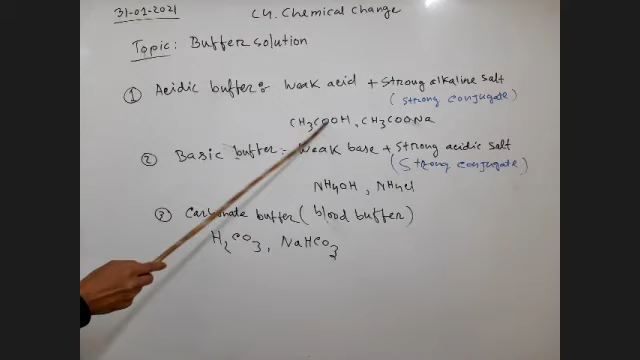 31-01-2021
C4. Chemical Change
Topic: Buffer solution
① Acidic buffer: Weak acid + Strong alkaline salt
(strong conjugate)
CH3COOH, CH3COONa
② Basic buffer: Weak base + Strong acidic salt
(Strong conjugate)
NH4OH, NH4Cl
③ Carbonate buffer (blood buffer)
H2CO3, NaHCO3